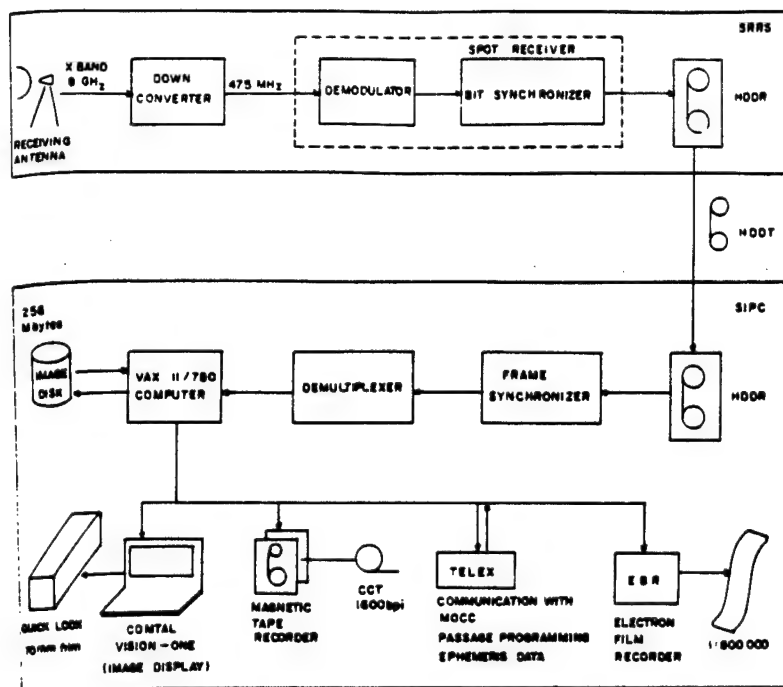 SRRS
SPOT RECEIVER
X BAND
8 GHz
DOWN
CONVERTER
475 MHz
DEMODULATOR
BIT SYNCHRONIZER
HDDR
RECEIVING
ANTENNA
HDDT
SIPC
256
Mbytes
IMAGE
DISK
VAX 11/780
COMPUTER
DEMULTIPLEXER
FRAME
SYNCHRONIZER
HDDR
QUICK LOOK
70mm film
COMTAL
VISION-ONE
(IMAGE DISPLAY)
MAGNETIC
TAPE
RECORDER
CCT
1600bpi
TELEX
COMMUNICATION WITH
MOCC
PASSAGE PROGRAMMING
EPHEMERIS DATA
EBR
ELECTRON
FILM
RECORDER
1:800 000